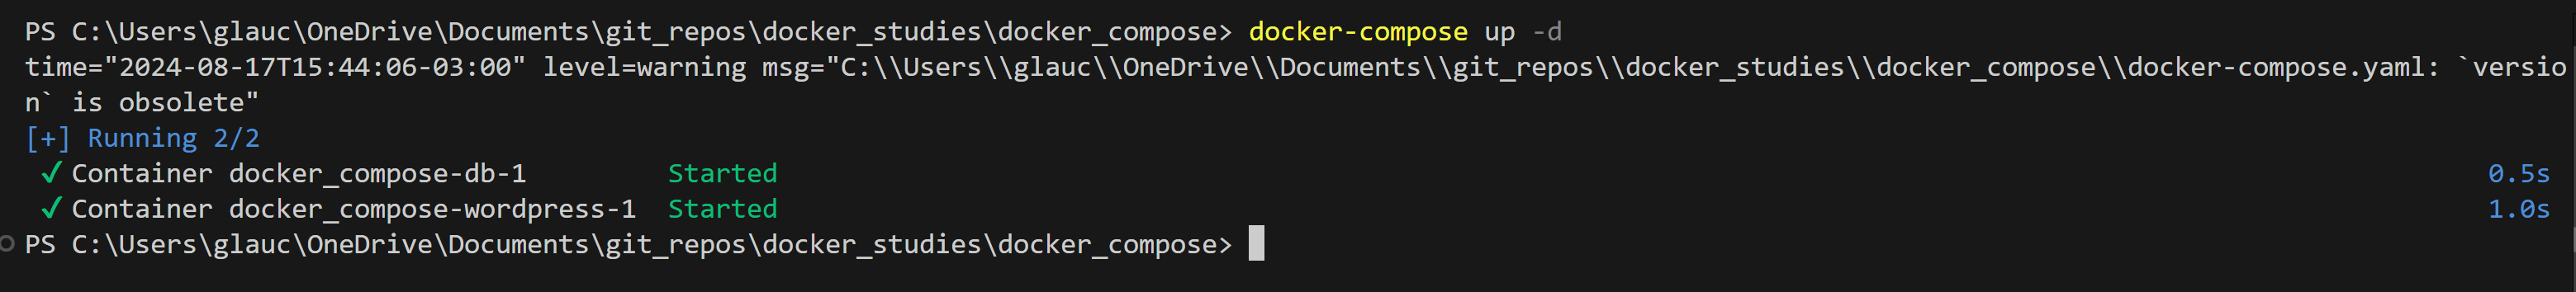 PS C:\Users\glauc\OneDrive\Documents\git_repos\docker_studies\docker_compose> docker-compose up -d
time="2024-08-17T15:44:06-03:00" level=warning msg="C:\\Users\\glauc\\OneDrive\\Documents\\git_repos\\docker_studies\\docker_compose\\docker-compose.yaml: `versio
n` is obsolete"
[+] Running 2/2
✓ Container docker_compose-db-1 Started 0.5s
✓ Container docker_compose-wordpress-1 Started 1.0s
PS C:\Users\glauc\OneDrive\Documents\git_repos\docker_studies\docker_compose>